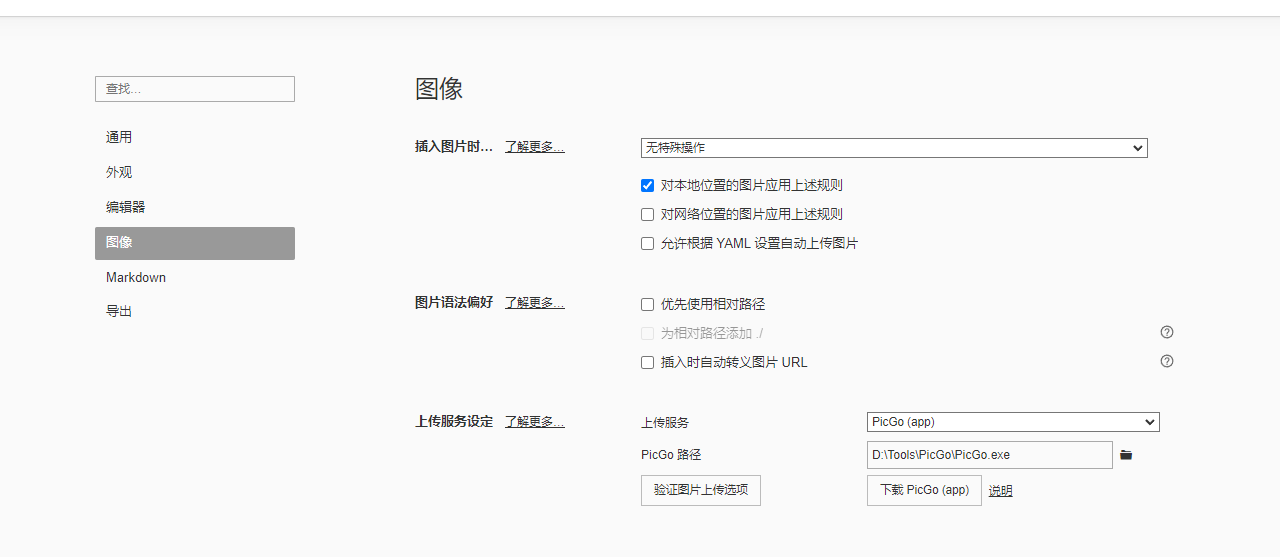 查找...
通用
外观
编辑器
图像
Markdown
导出
图像
插入图片时... 了解更多... 无特殊操作
对本地位置的图片应用上述规则
对网络位置的图片应用上述规则
允许根据 YAML 设置自动上传图片
图片语法偏好 了解更多... 优先使用相对路径
为相对路径添加 ./
插入时自动转义图片 URL
上传服务设定 了解更多... 上传服务 PicGo (app)
PicGo 路径 D:\Tools\PicGo\PicGo.exe
验证图片上传选项 下载 PicGo (app) 说明